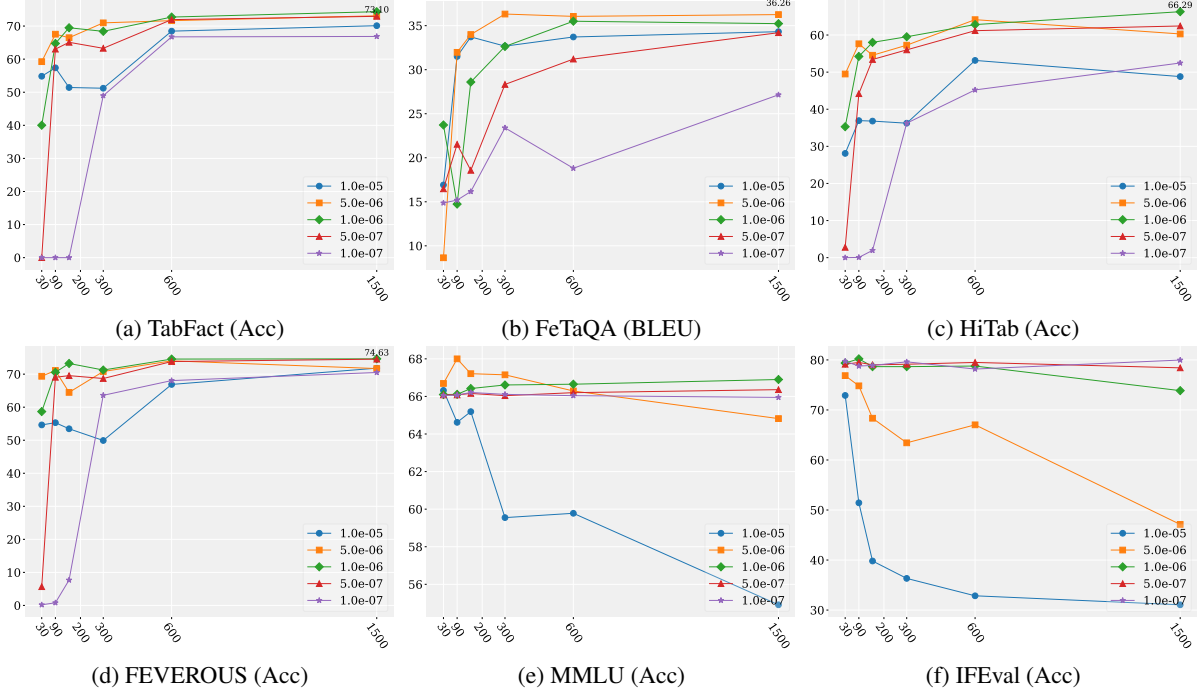 73.10
70
60
50
40
30
20
10
0
1.0e-05
5.0e-06
1.0e-06
5.0e-07
1.0e-07
30 90 200 300 600 1500
(a) TabFact (Acc)
36.26
35
30
25
20
15
10
1.0e-05
5.0e-06
1.0e-06
5.0e-07
1.0e-07
30 90 200 300 600 1500
(b) FeTaQA (BLEU)
66.29
60
50
40
30
20
10
0
1.0e-05
5.0e-06
1.0e-06
5.0e-07
1.0e-07
30 90 200 300 600 1500
(c) HiTab (Acc)
74.63
70
60
50
40
30
20
10
0
1.0e-05
5.0e-06
1.0e-06
5.0e-07
1.0e-07
30 90 200 300 600 1500
(d) FEVEROUS (Acc)
68
66
64
62
60
58
56
1.0e-05
5.0e-06
1.0e-06
5.0e-07
1.0e-07
30 90 200 300 600 1500
(e) MMLU (Acc)
80
70
60
50
40
30
1.0e-05
5.0e-06
1.0e-06
5.0e-07
1.0e-07
30 90 200 300 600 1500
(f) IFEval (Acc)